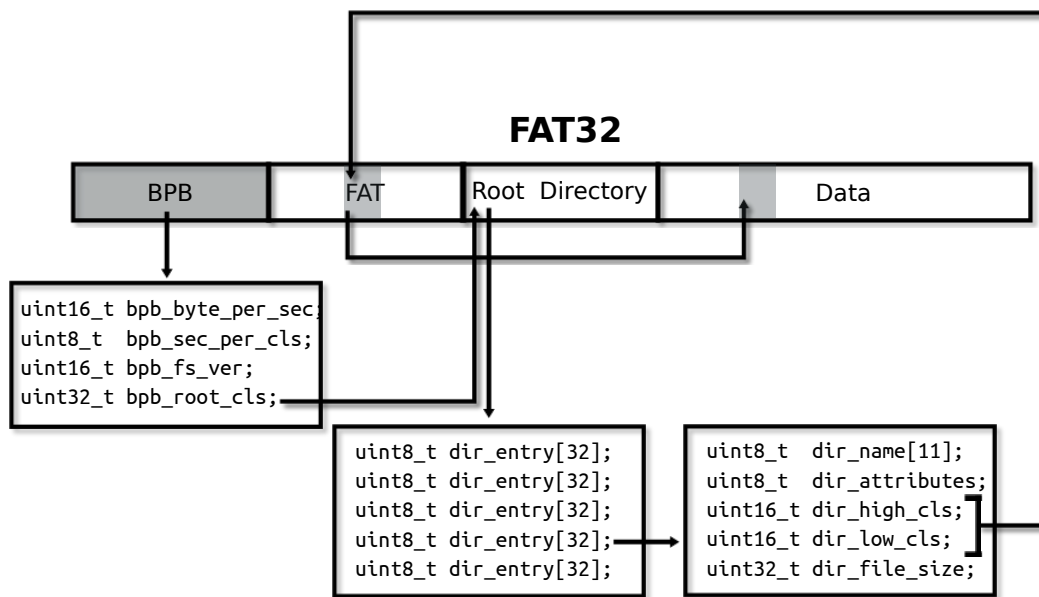 FAT32
BPB
FAT
Root Directory
Data
uint16_t bpb_byte_per_sec;
uint8_t bpb_sec_per_cls;
uint16_t bpb_fs_ver;
uint32_t bpb_root_cls;
uint8_t dir_entry[32];
uint8_t dir_entry[32];
uint8_t dir_entry[32];
uint8_t dir_entry[32];
uint8_t dir_entry[32];
uint8_t dir_name[11];
uint8_t dir_attributes;
uint16_t dir_high_cls;
uint16_t dir_low_cls;
uint32_t dir_file_size;